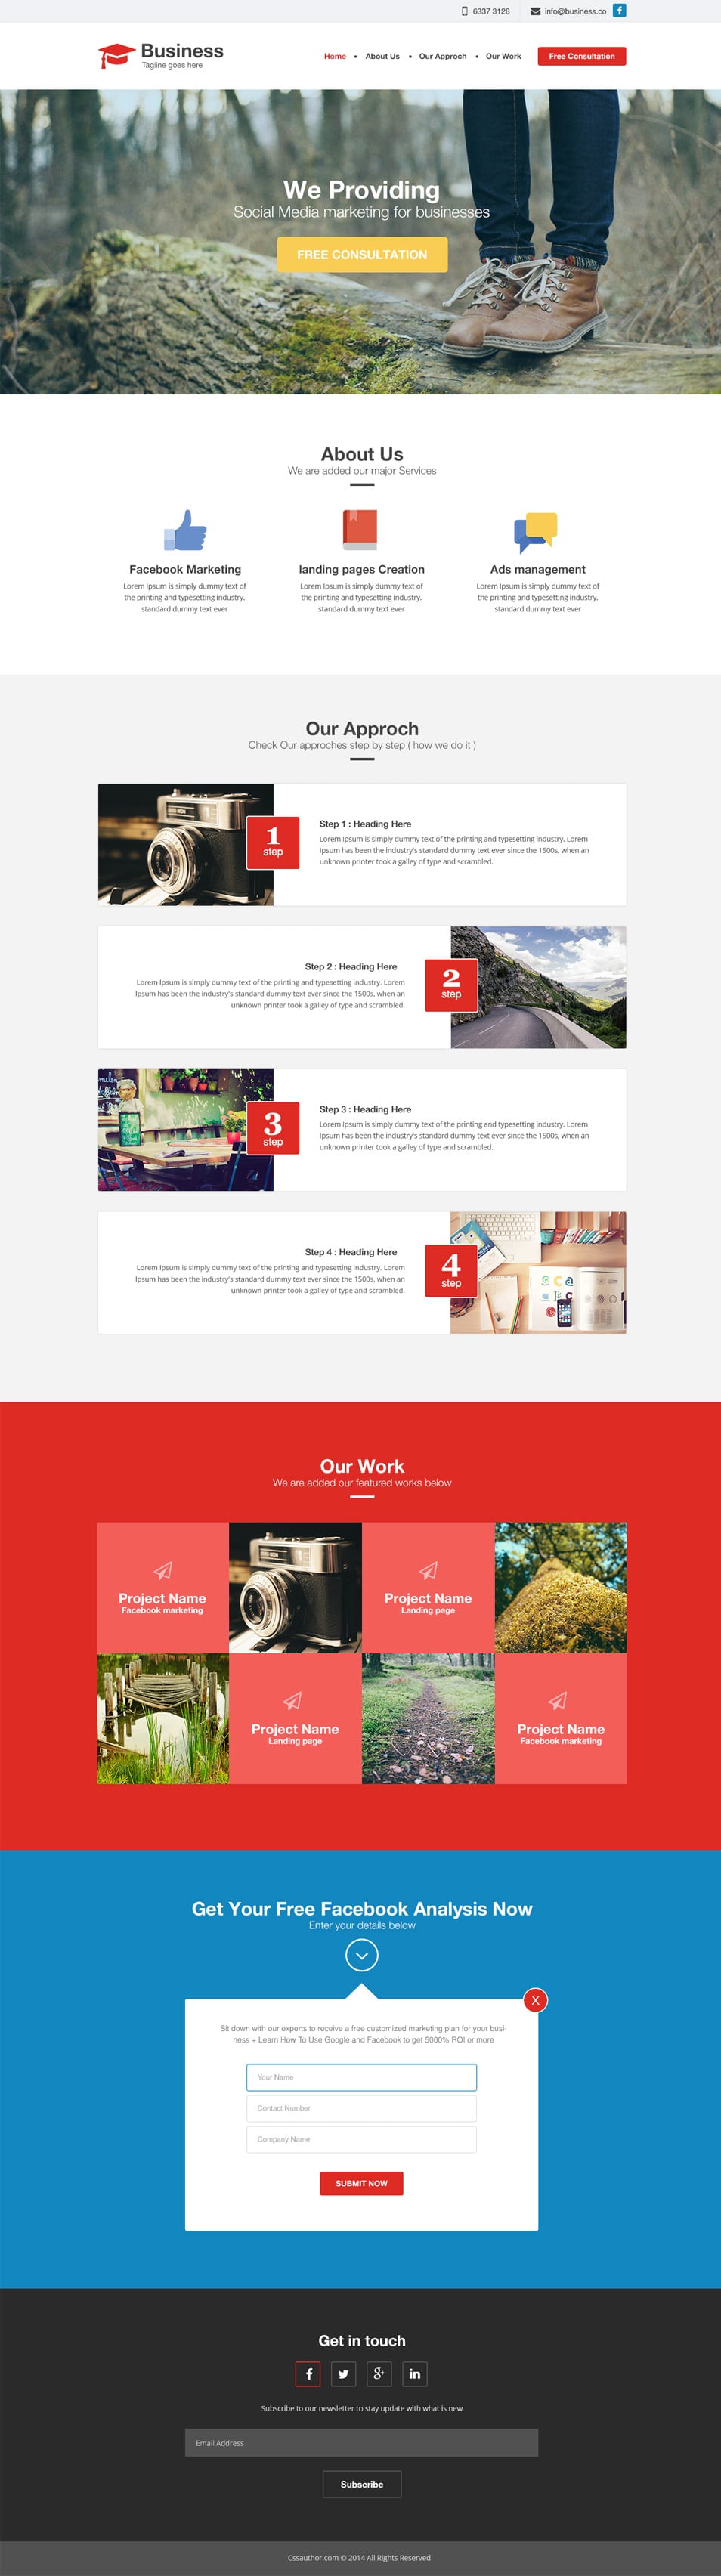 6337 3128 info@business.co
Business
Tagline goes here
Home • About Us • Our Approch • Our Work Free Consultation
We Providing
Social Media marketing for businesses
FREE CONSULTATION
About Us
We are added our major Services
Facebook Marketing
Lorem Ipsum is simply dummy text of
the printing and typesetting industry.
standard dummy text ever
landing pages Creation
Lorem Ipsum is simply dummy text of
the printing and typesetting industry.
standard dummy text ever
Ads management
Lorem Ipsum is simply dummy text of
the printing and typesetting industry.
standard dummy text ever
Our Approch
Check Our approches step by step ( how we do it )
1
step
Step 1 : Heading Here
Lorem Ipsum is simply dummy text of the printing and typesetting industry. Lorem
Ipsum has been the industry's standard dummy text ever since the 1500s, when an
unknown printer took a galley of type and scrambled.
Step 2 : Heading Here
Lorem Ipsum is simply dummy text of the printing and typesetting industry. Lorem
Ipsum has been the industry's standard dummy text ever since the 1500s, when an
unknown printer took a galley of type and scrambled.
2
step
3
step
Step 3 : Heading Here
Lorem Ipsum is simply dummy text of the printing and typesetting industry. Lorem
Ipsum has been the industry's standard dummy text ever since the 1500s, when an
unknown printer took a galley of type and scrambled.
Step 4 : Heading Here
Lorem Ipsum is simply dummy text of the printing and typesetting industry. Lorem
Ipsum has been the industry's standard dummy text ever since the 1500s, when an
unknown printer took a galley of type and scrambled.
4
step
Our Work
We are added our featured works below
Project Name
Facebook marketing
Project Name
Landing page
Project Name
Landing page
Project Name
Facebook marketing
Get Your Free Facebook Analysis Now
Enter your details below
X
Sit down with our experts to receive a free customized marketing plan for your busi-
ness + Learn How To Use Google and Facebook to get 5000% ROI or more
Your Name
Contact Number
Company Name
SUBMIT NOW
Get in touch
Subscribe to our newsletter to stay update with what is new
Email Address
Subscribe
Cssauthor.com © 2014 All Rights Reserved